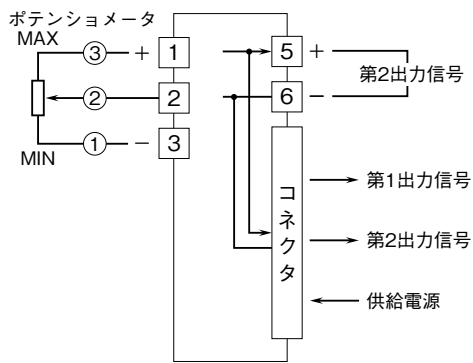 ポテンショメータ
MAX
③ + 1
② 2
① - 3
MIN
5 +
6 -
第2出力信号
コネクタ
第1出力信号
第2出力信号
供給電源